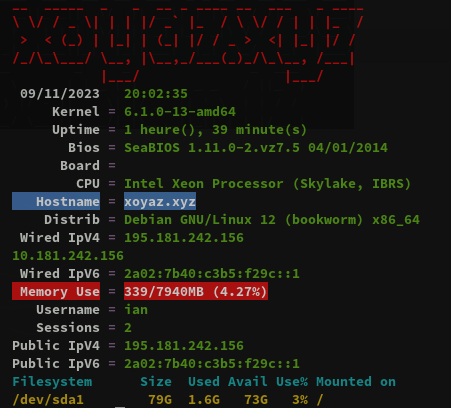 09/11/2023 20:02:35
Kernel = 6.1.0-13-amd64
Uptime = 1 heure(), 39 minute(s)
Bios = SeaBIOS 1.11.0-2.vz7.5 04/01/2014
Board =
CPU = Intel Xeon Processor (Skylake, IBRS)
Hostname = xoyaz.xyz
Distrib = Debian GNU/Linux 12 (bookworm) x86_64
Wired IpV4 = 195.181.242.156
10.181.242.156
Wired IpV6 = 2a02:7b40:c3b5:f29c::1
Memory Use = 339/7940MB (4.27%)
Username = ian
Sessions = 2
Public IpV4 = 195.181.242.156
Public IpV6 = 2a02:7b40:c3b5:f29c::1
Filesystem Size Used Avail Use% Mounted on
/dev/sda1 _ 79G 1.6G 73G 3% /